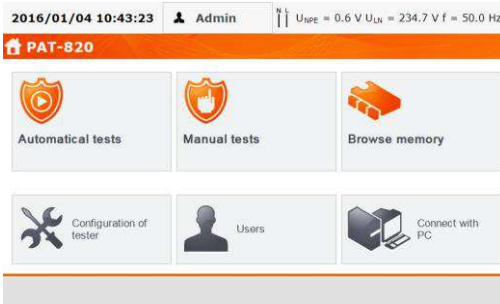 2016/01/04 10:43:23 Admin N L UNPE = 0.6 V ULN = 234.7 V f = 50.0 Hz
PAT-820
Automatical tests Manual tests Browse memory
Configuration of tester Users Connect with PC